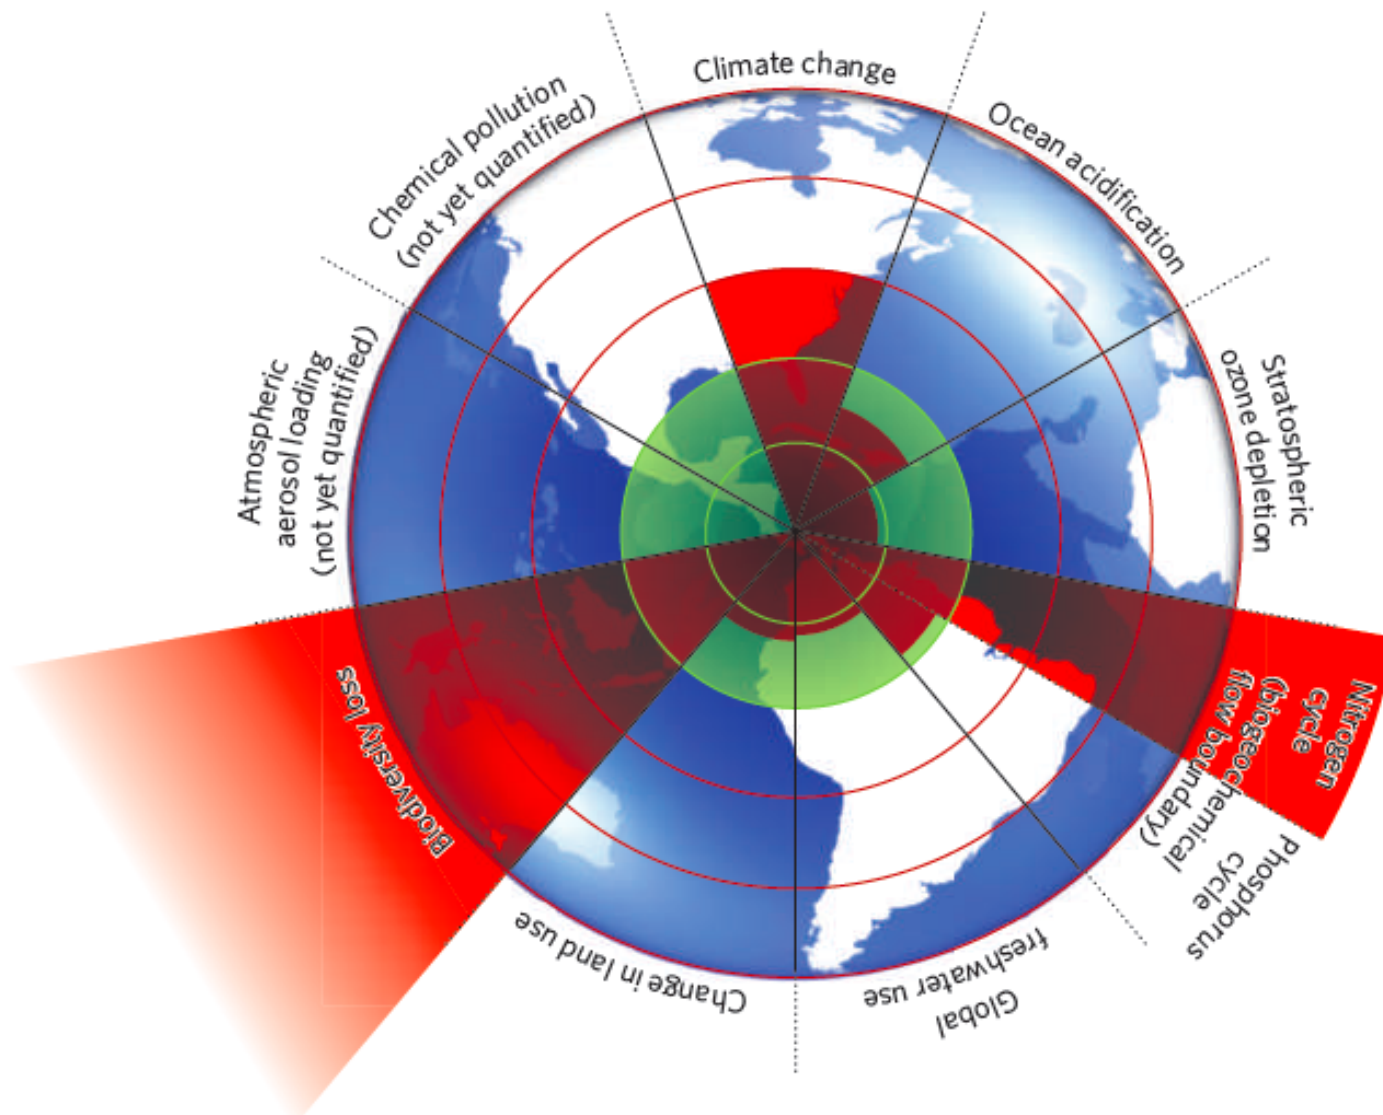 Climate change
Ocean acidification
Stratospheric
ozone depletion
Nitrogen
cycle
(biogeochemical
flow boundary)
Phosphorus
cycle
Global
freshwater use
Change in land use
Biodiversity loss
Atmospheric
aerosol loading
(not yet quantified)
Chemical pollution
(not yet quantified)